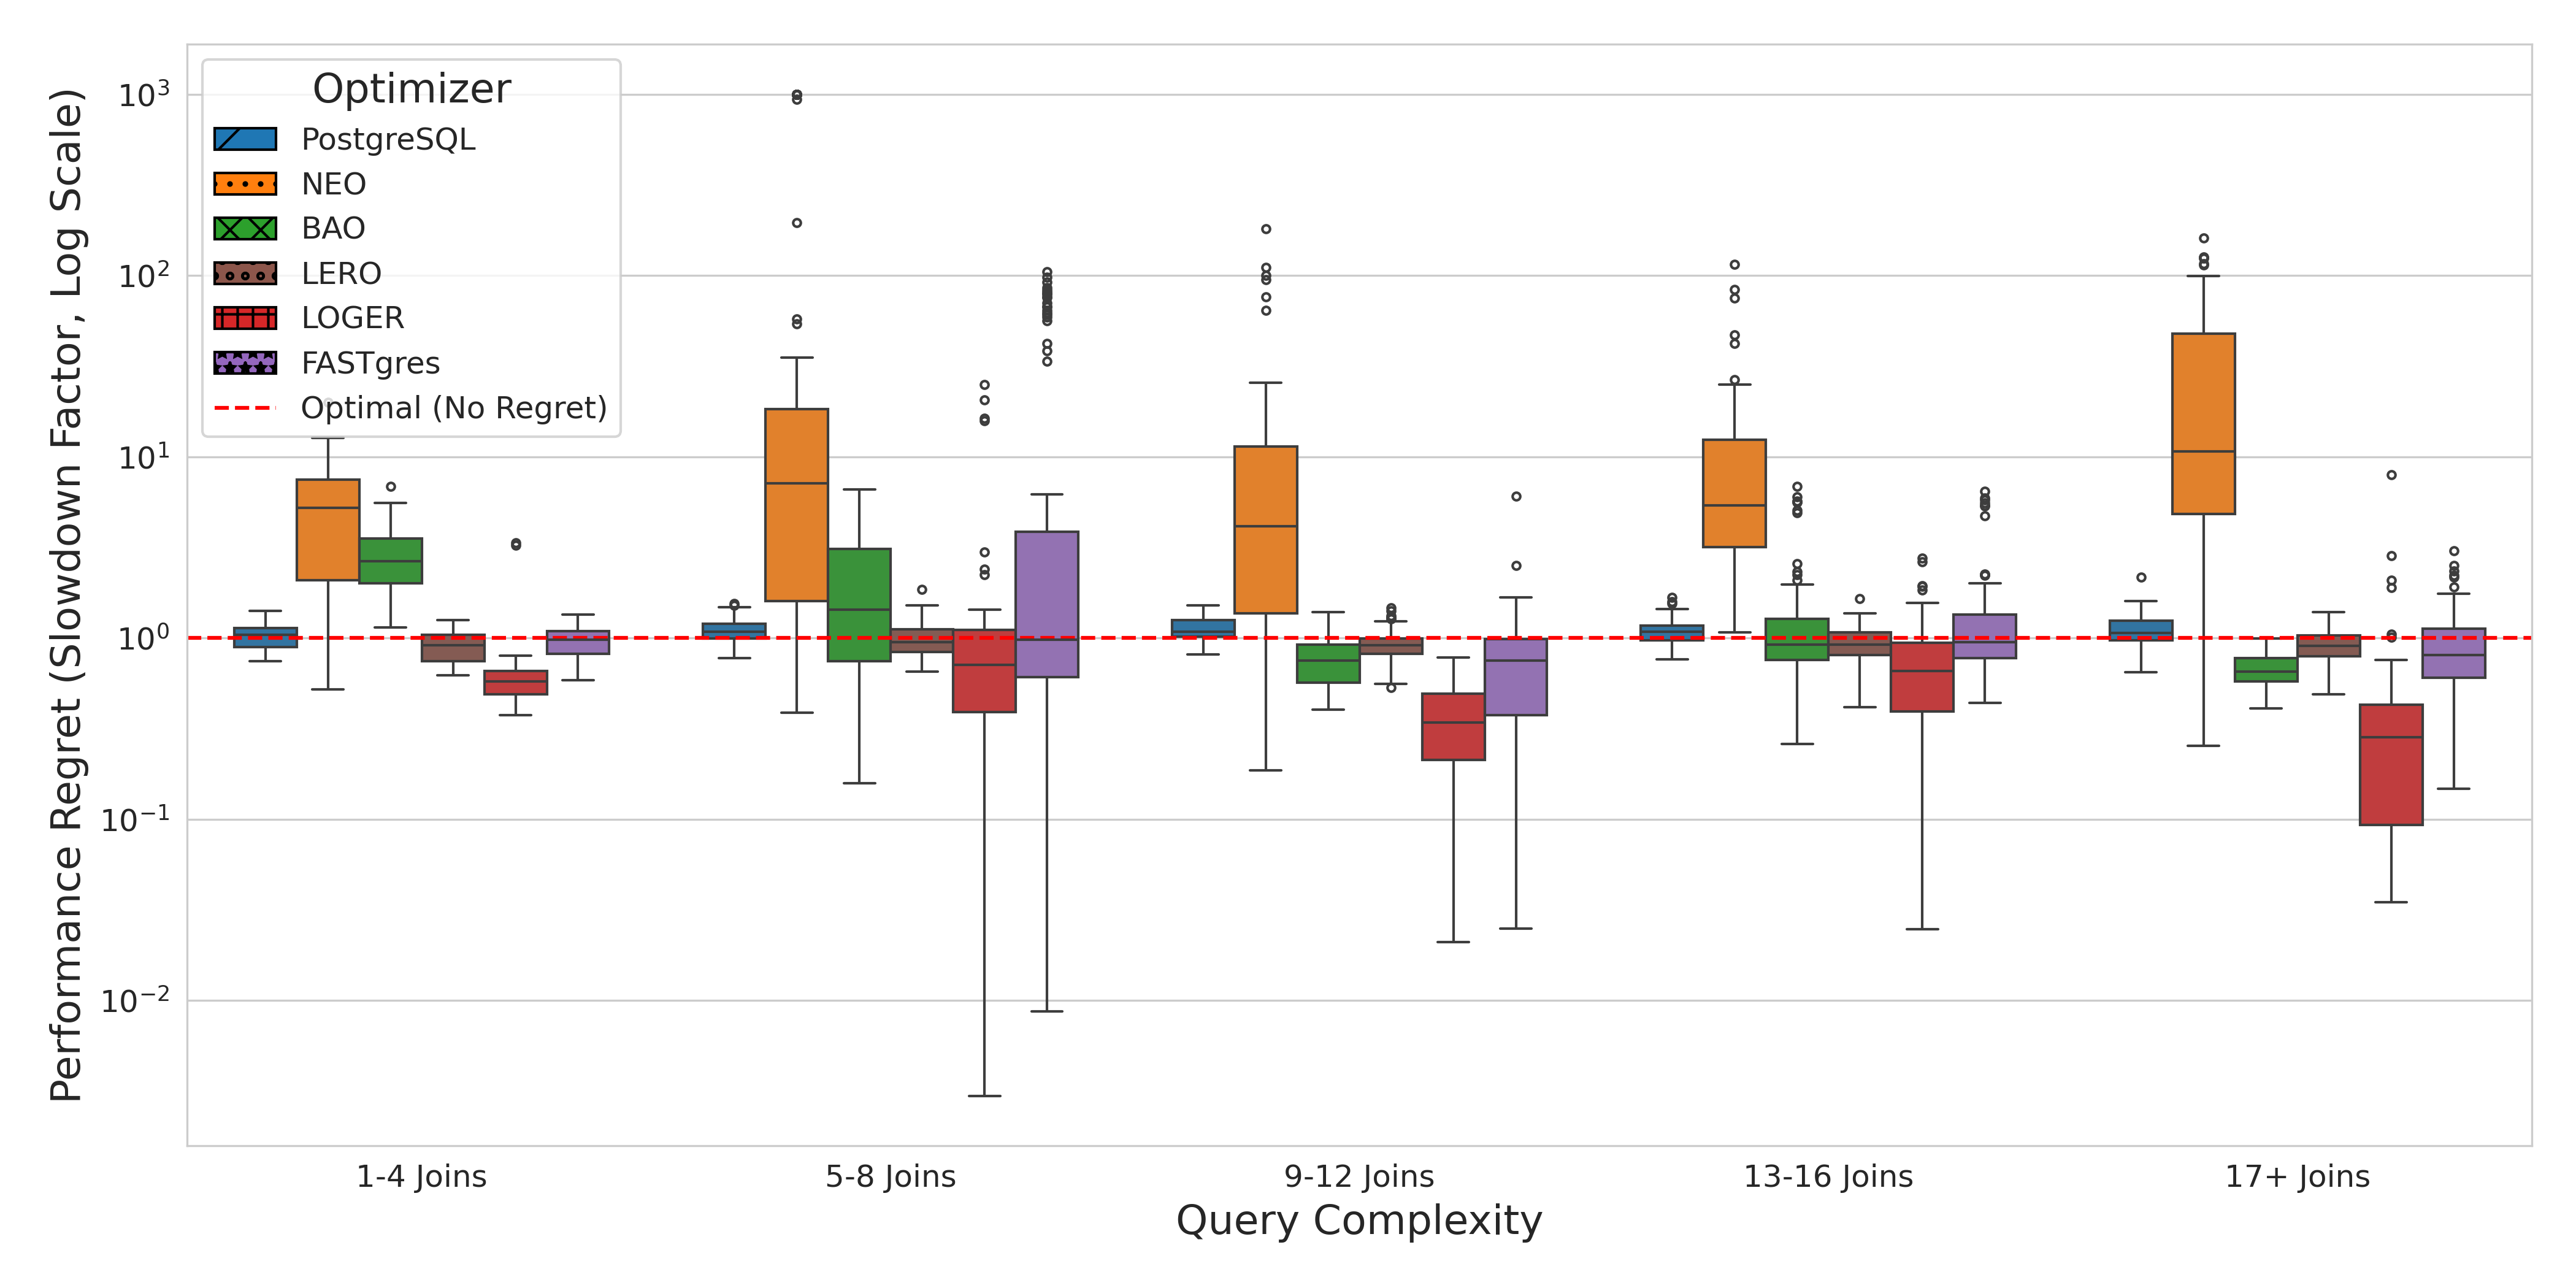 Performance Regret (Slowdown Factor, Log Scale)
10³
10²
10¹
10⁰
10⁻¹
10⁻²
Optimizer
PostgreSQL
NEO
BAO
LERO
LOGER
FASTgres
Optimal (No Regret)
1-4 Joins
5-8 Joins
9-12 Joins
13-16 Joins
17+ Joins
Query Complexity